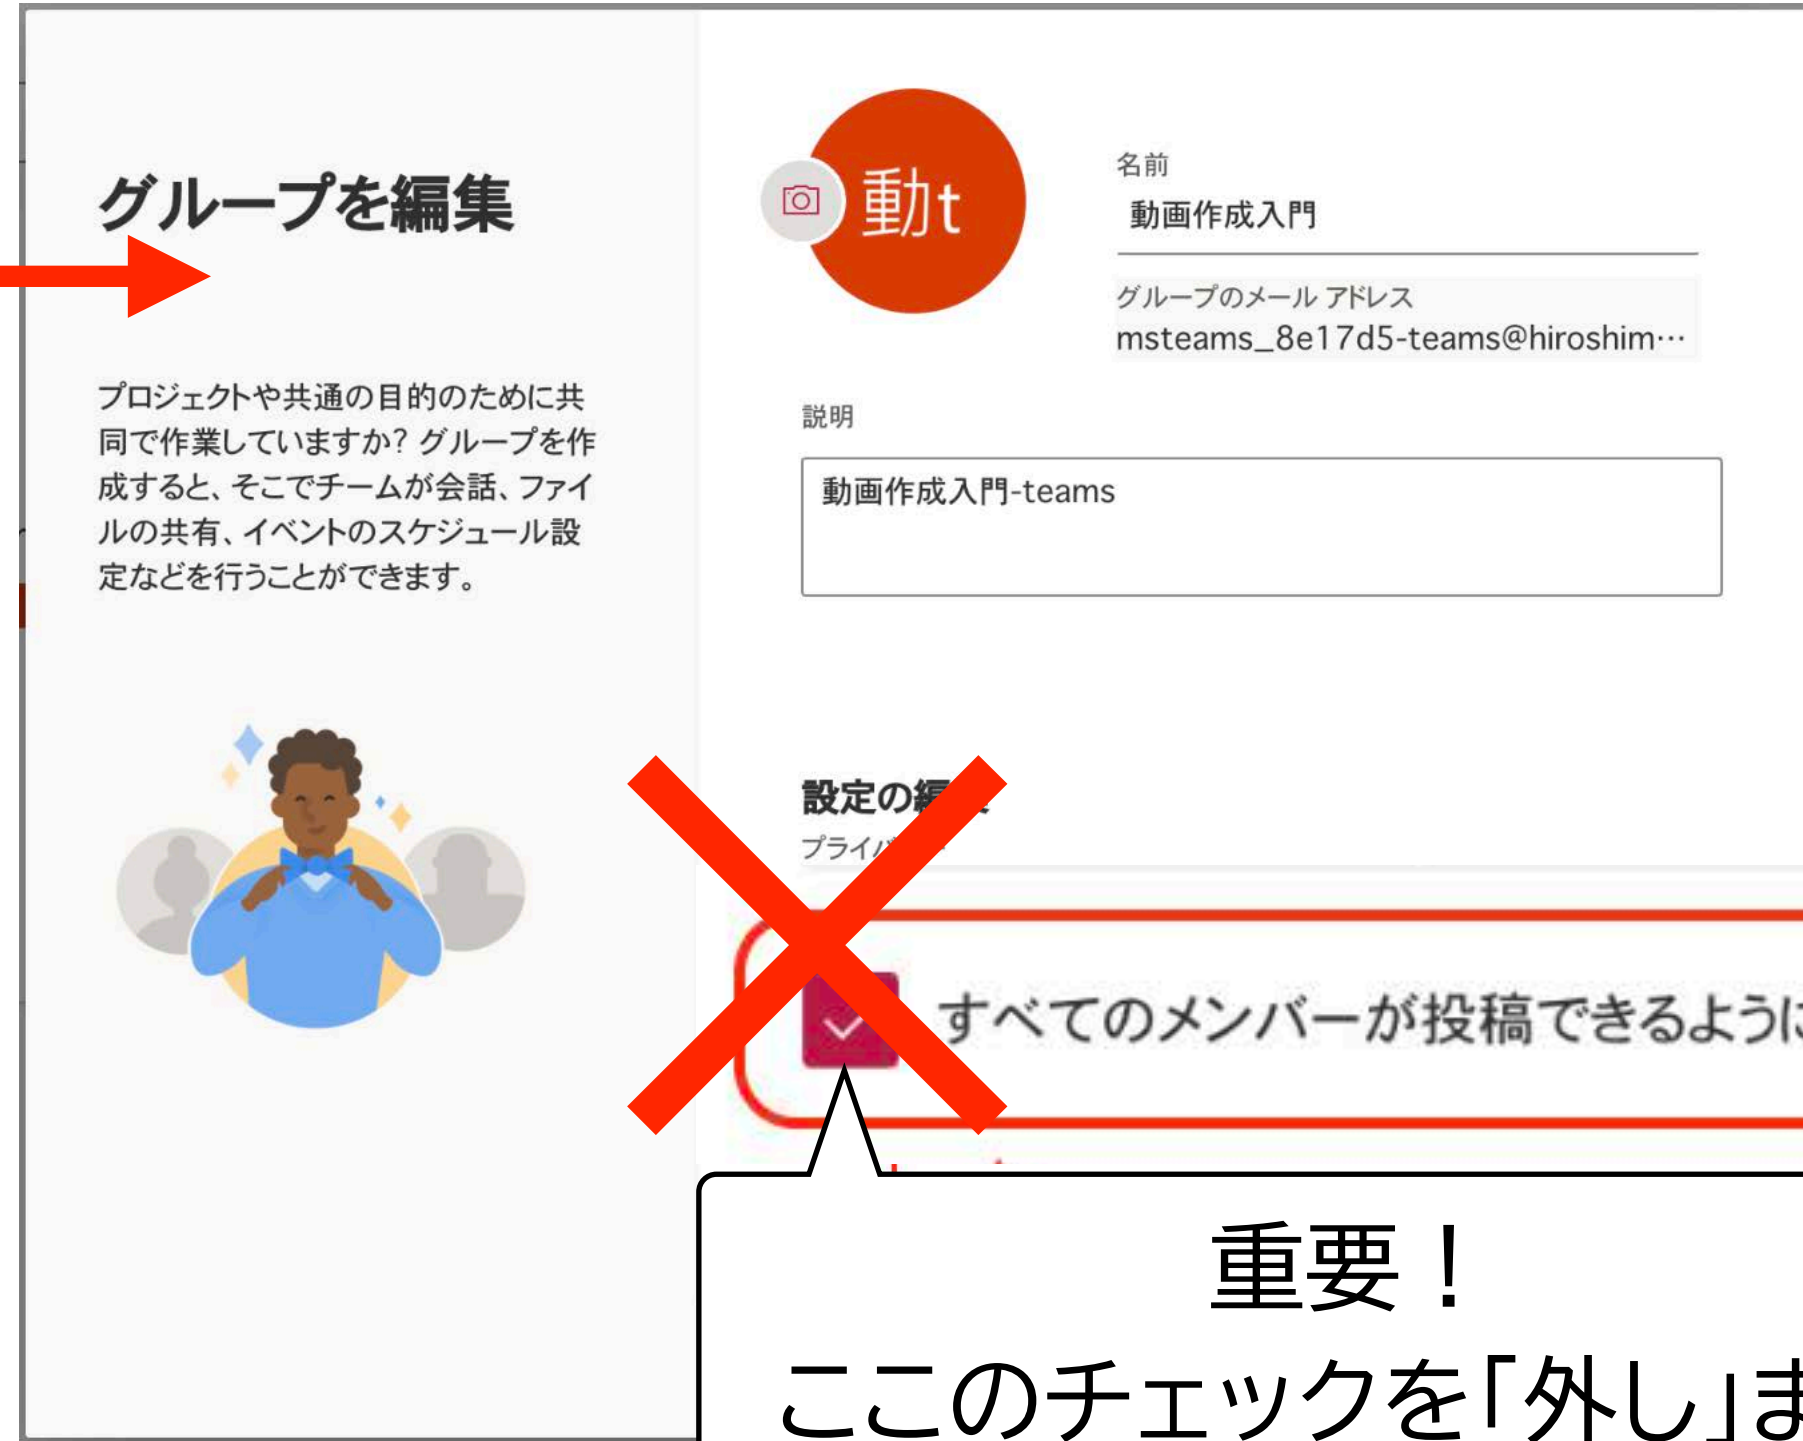 グループを編集
プロジェクトや共通の目的のために共
同で作業していますか? グループを作
成すると、そこでチームが会話、ファイ
ルの共有、イベントのスケジュール設
定などを行うことができます。
動t
名前
動画作成入門
グループのメール アドレス
msteams_8e17d5-teams@hiroshim…
説明
動画作成入門-teams
設定の編
プライバ
すべてのメンバーが投稿できるように
重要！
ここのチェックを「外し」ま